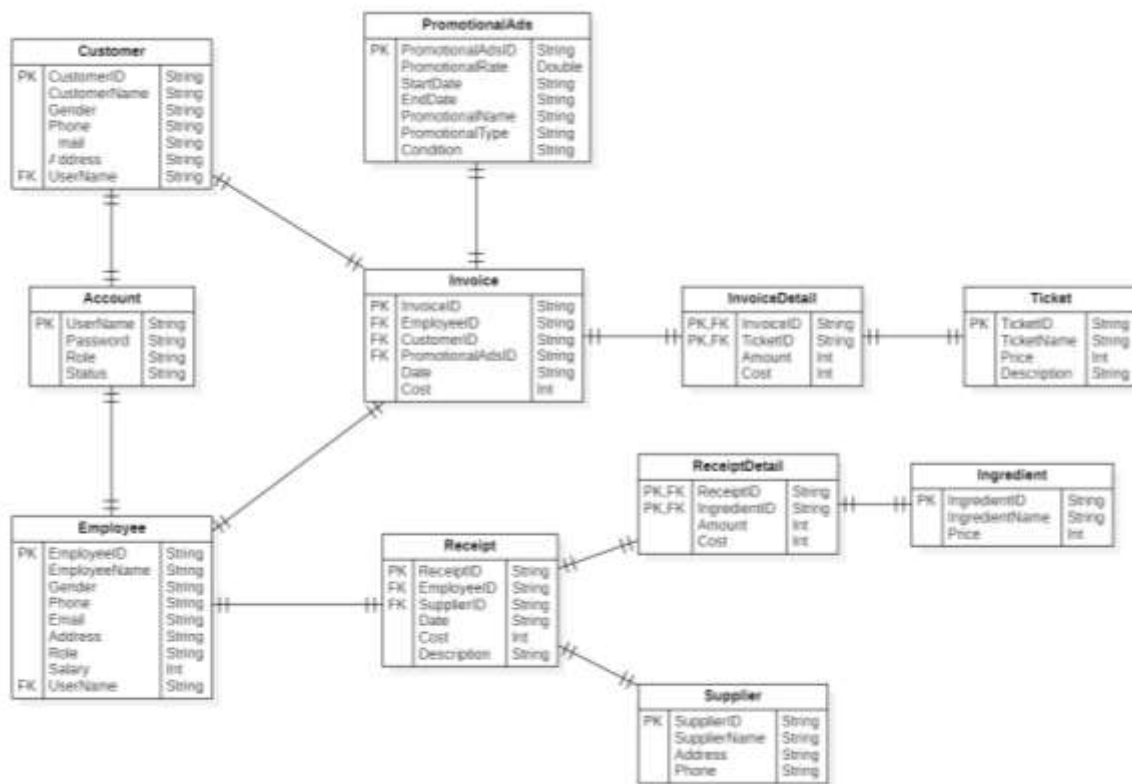 PromotionalAds
PK PromotionalAdsID String
PromotionalRate Double
StartDate String
EndDate String
PromotionalName String
PromotionalType String
Condition String
Customer
PK CustomerID String
CustomerName String
Gender String
Phone String
mail String
Address String
FK UserName String
Account
PK UserName String
Password String
Role String
Status String
Invoice
PK InvoiceID String
FK EmployeeID String
FK CustomerID String
FK PromotionalAdsID String
Date String
Cost Int
InvoiceDetail
PK,FK InvoiceID String
PK,FK TicketID String
Amount Int
Cost Int
Ticket
PK TicketID String
TicketName String
Price Int
Description String
Employee
PK EmployeeID String
EmployeeName String
Gender String
Phone String
Email String
Address String
Role String
Salary Int
FK UserName String
Receipt
PK ReceiptID String
FK EmployeeID String
FK SupplierID String
Date String
Cost Int
Description String
ReceiptDetail
PK,FK ReceiptID String
PK,FK IngredientID String
Amount Int
Cost Int
Ingredient
PK IngredientID String
IngredientName String
Price Int
Supplier
PK SupplierID String
SupplierName String
Address String
Phone String